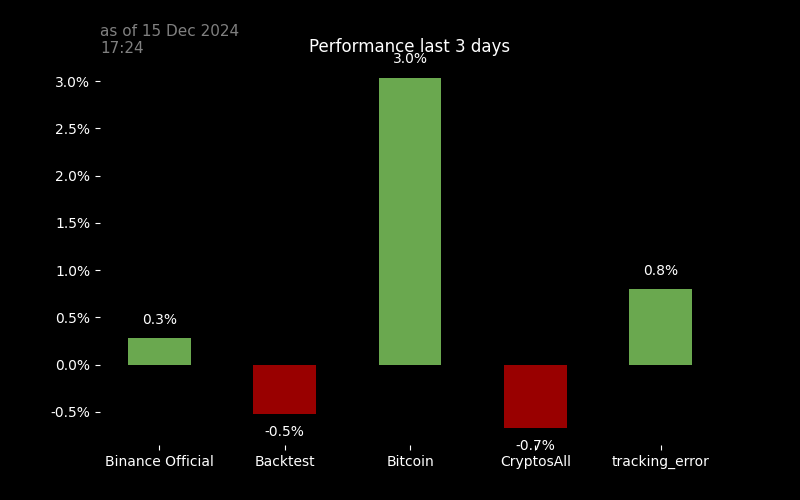 as of 15 Dec 2024
17:24
Performance last 3 days
3.0%
3.0%
2.5%
2.0%
1.5%
1.0%
0.5%
0.0%
-0.5%
0.3%
-0.5%
-0.7%
0.8%
Binance Official
Backtest
Bitcoin
CryptosAll
tracking_error